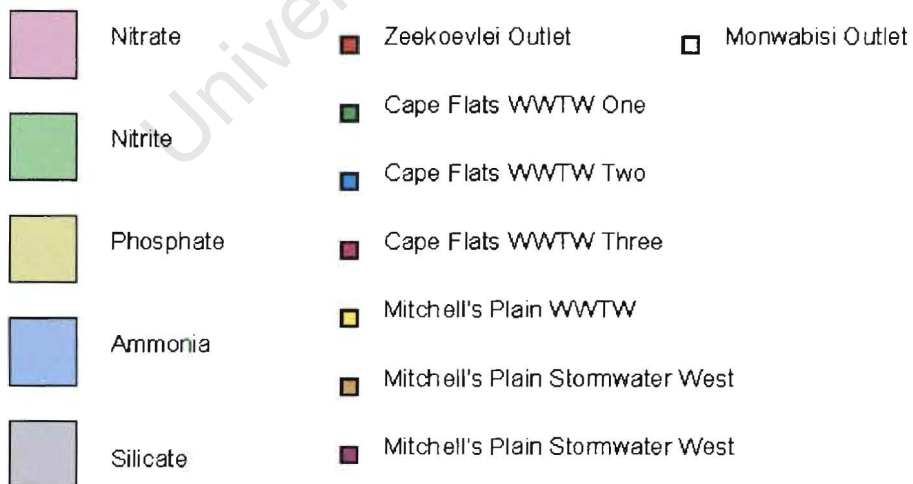 Nitrate
Nitrite
Phosphate
Ammonia
Silicate
Zeekoevlei Outlet
Cape Flats WWTW One
Cape Flats WWTW Two
Cape Flats WWTW Three
Mitchell's Plain WWTW
Mitchell's Plain Stormwater West
Mitchell's Plain Stormwater West
Monwabisi Outlet